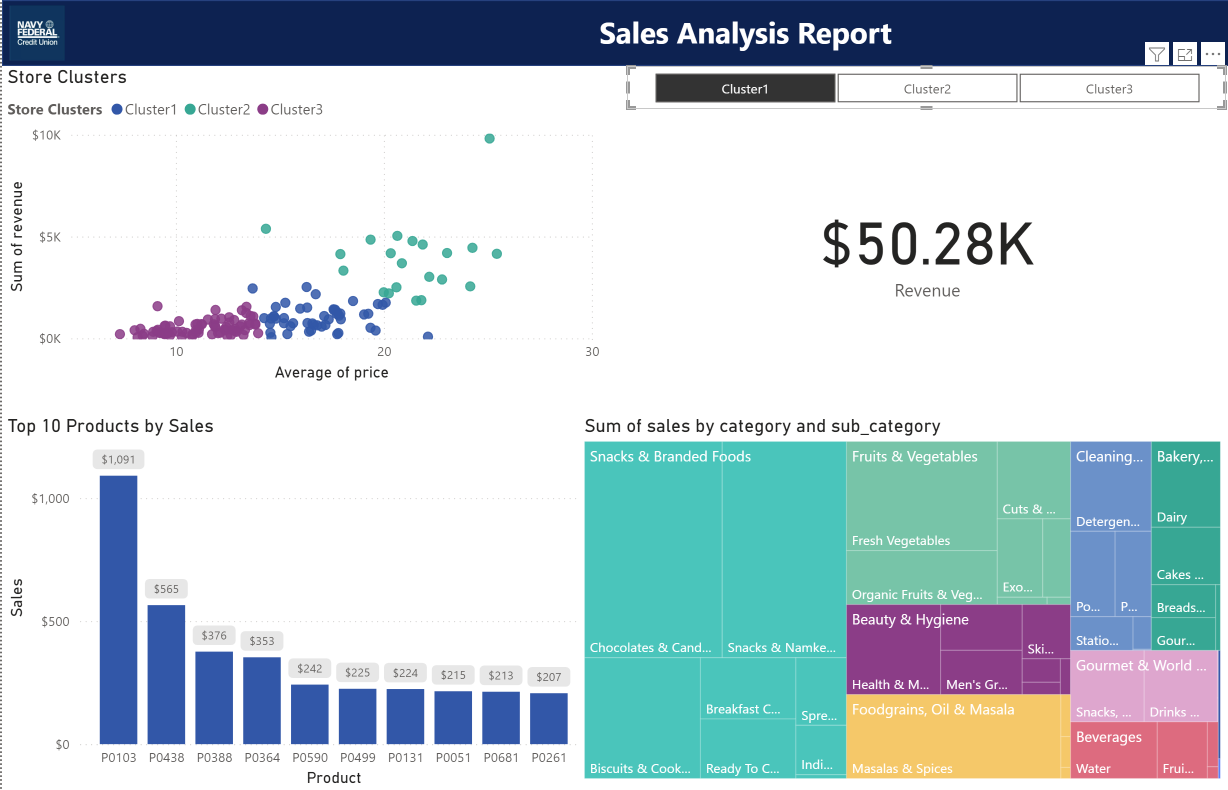 NAVY
FEDERAL
Credit Union
Sales Analysis Report
Store Clusters
Cluster1
Cluster2
Cluster3
Store Clusters Cluster1 Cluster2 Cluster3
Sum of revenue
$10K
$5K
$0K
10 20 30
Average of price
$50.28K
Revenue
Top 10 Products by Sales
Sales
$1,000
$500
$0
$1,091
$565
$376
$353
$242
$225
$224
$215
$213
$207
P0103 P0438 P0388 P0364 P0590 P0499 P0131 P0051 P0681 P0261
Product
Sum of sales by category and sub_category
Snacks & Branded Foods
Chocolates & Cand...
Snacks & Namke...
Biscuits & Cook...
Breakfast C...
Ready To C...
Spre...
Indi...
Fruits & Vegetables
Fresh Vegetables
Organic Fruits & Veg...
Cuts & ...
Exo...
Beauty & Hygiene
Health & M...
Men's Gr...
Ski...
Foodgrains, Oil & Masala
Masalas & Spices
Cleaning...
Detergen...
Po...
P...
Statio...
Bakery,...
Dairy
Cakes ...
Breads...
Gour...
Gourmet & World ...
Snacks, ...
Drinks ...
Beverages
Water
Frui...